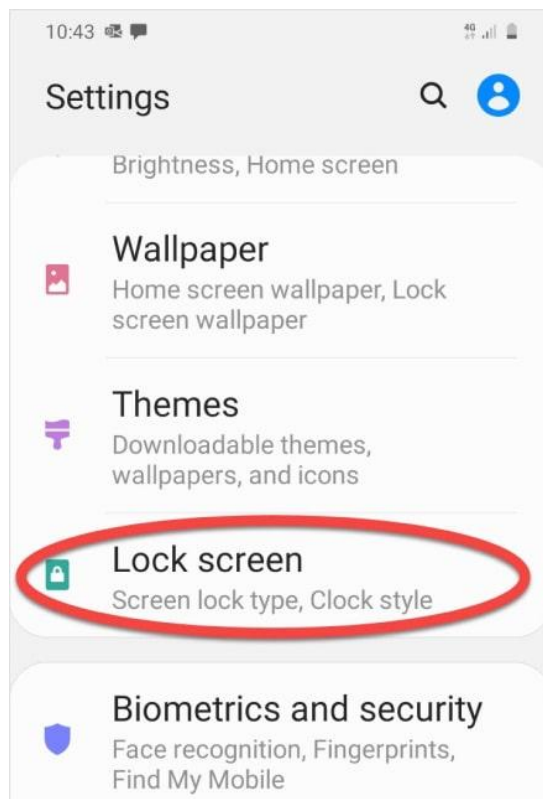 10:43
4G
Settings
Brightness, Home screen
Wallpaper
Home screen wallpaper, Lock
screen wallpaper
Themes
Downloadable themes,
wallpapers, and icons
Lock screen
Screen lock type, Clock style
Biometrics and security
Face recognition, Fingerprints,
Find My Mobile